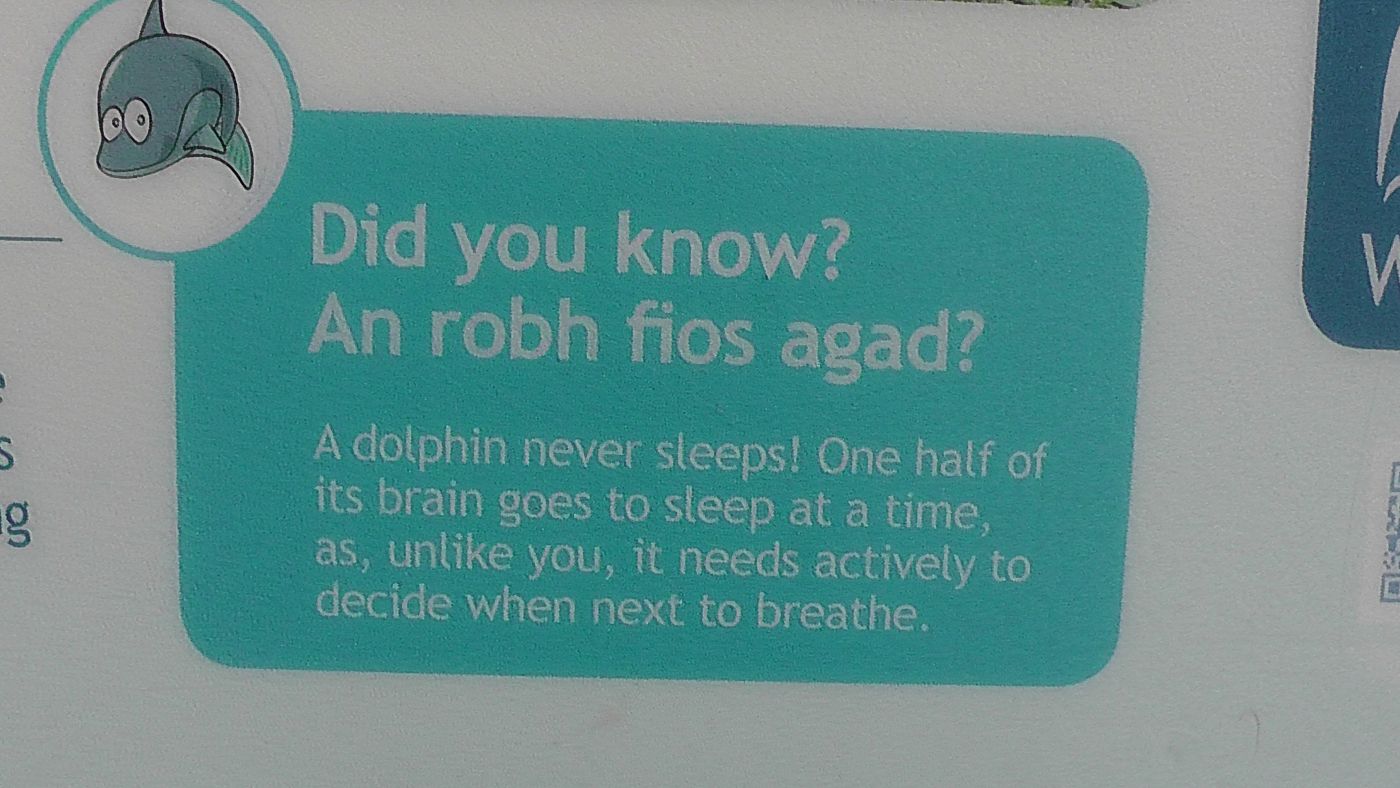 Did you know?
An robh fios agad?
A dolphin never sleeps! One half of
its brain goes to sleep at a time,
as, unlike you, it needs actively to
decide when next to breathe.